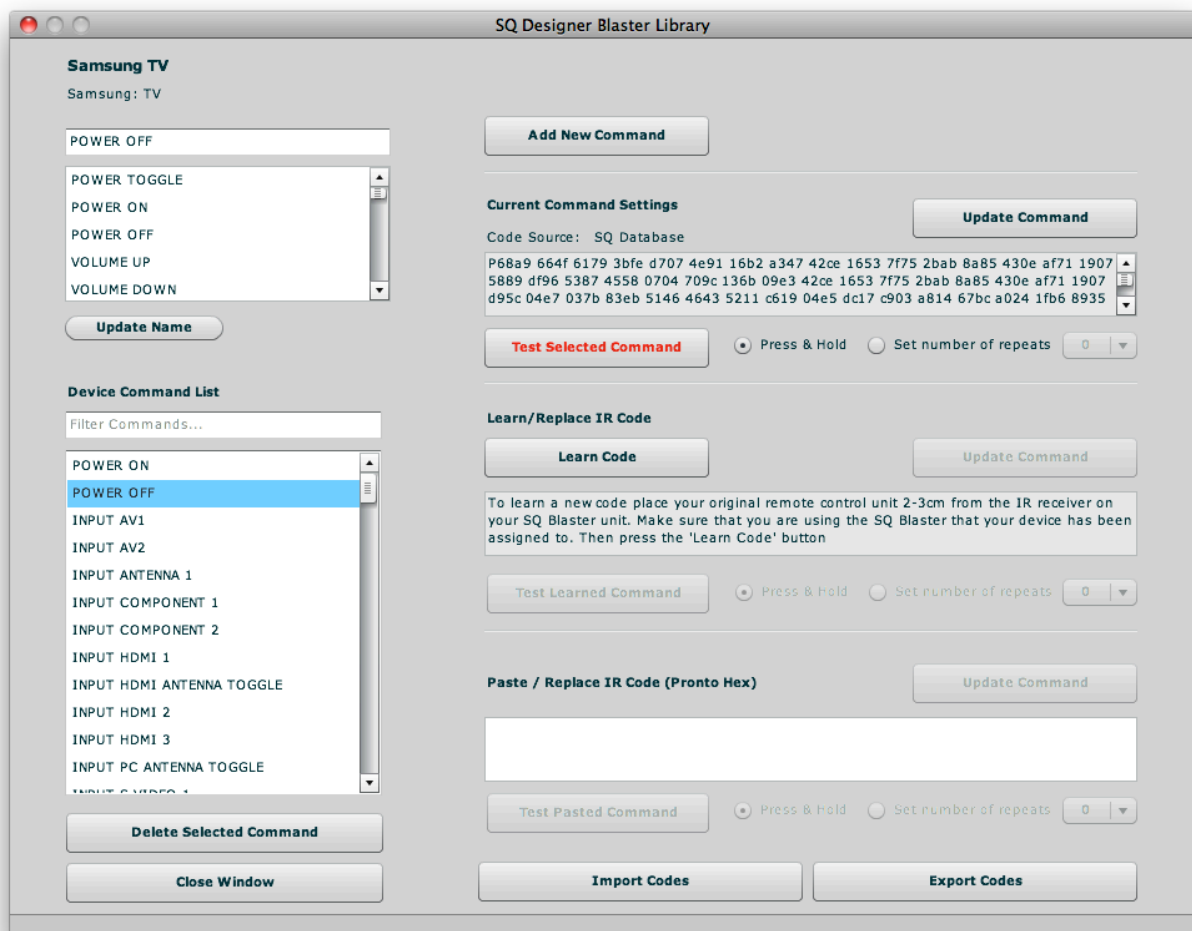 SQ Designer Blaster Library
Samsung TV
Samsung: TV
POWER OFF
POWER TOGGLE
POWER ON
POWER OFF
VOLUME UP
VOLUME DOWN
Update Name
Device Command List
Filter Commands...
POWER ON
POWER OFF
INPUT AV1
INPUT AV2
INPUT ANTENNA 1
INPUT COMPONENT 1
INPUT COMPONENT 2
INPUT HDMI 1
INPUT HDMI ANTENNA TOGGLE
INPUT HDMI 2
INPUT HDMI 3
INPUT PC ANTENNA TOGGLE
INPUT S-VIDEO 1
Delete Selected Command
Close Window
Add New Command
Current Command Settings
Update Command
Code Source: SQ Database
P68a9 664f 6179 3bfe d707 4e91 16b2 a347 42ce 1653 7f75 2bab 8a85 430e af71 1907
5889 df96 5387 4558 0704 709c 136b 09e3 42ce 1653 7f75 2bab 8a85 430e af71 1907
d95c 04e7 037b 83eb 5146 4643 5211 c619 04e5 dc17 c903 a814 67bc a024 1fb6 8935
Test Selected Command
Press & Hold
Set number of repeats
0
Learn/Replace IR Code
Learn Code
Update Command
To learn a new code place your original remote control unit 2-3cm from the IR receiver on
your SQ Blaster unit. Make sure that you are using the SQ Blaster that your device has been
assigned to. Then press the 'Learn Code' button
Test Learned Command
Press & Hold
Set number of repeats
0
Paste / Replace IR Code (Pronto Hex)
Update Command
Test Pasted Command
Press & Hold
Set number of repeats
0
Import Codes
Export Codes